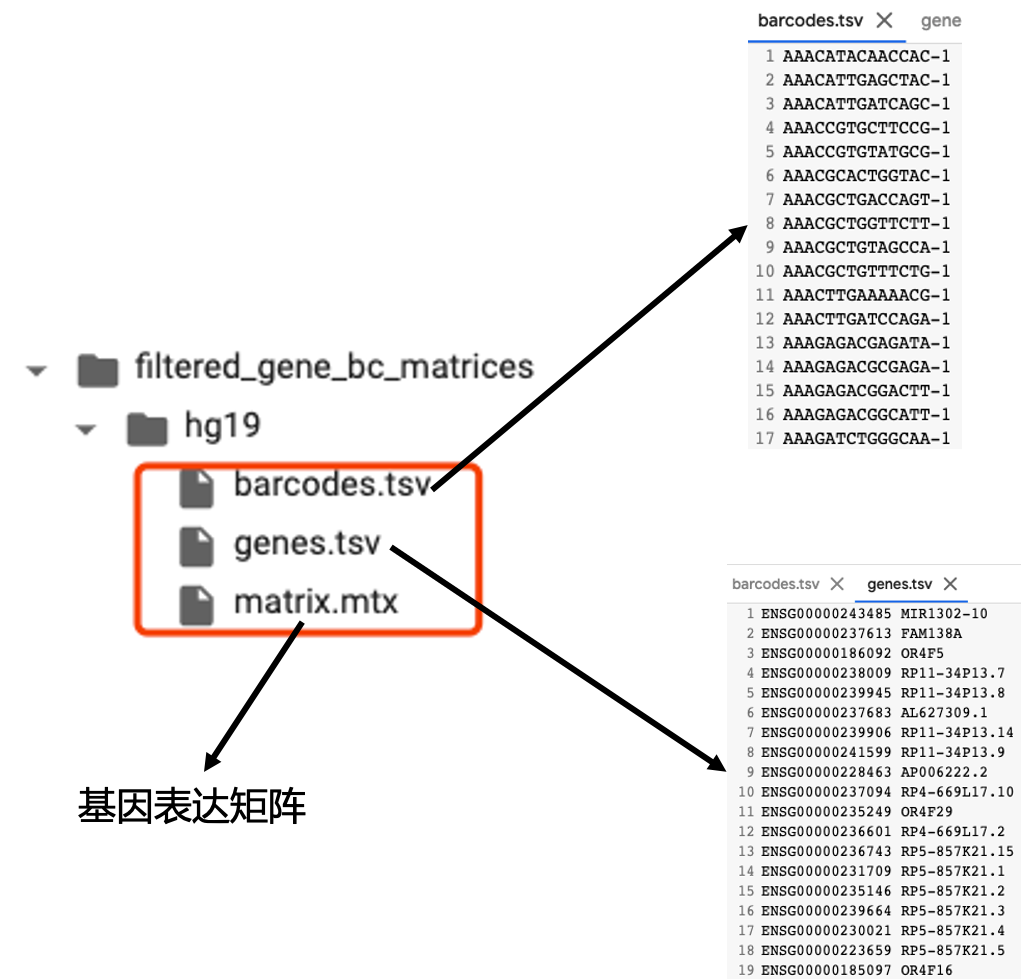 barcodes.tsv gene
1 AAACATACAACCAC-1
2 AAACATTGAGCTAC-1
3 AAACATTGATCAGC-1
4 AAACCGTGCTTCCG-1
5 AAACCGTGTATGCG-1
6 AAACGCACTGGTAC-1
7 AAACGCTGACCAGT-1
8 AAACGCTGGTTCTT-1
9 AAACGCTGTAGCCA-1
10 AAACGCTGTTTCTG-1
11 AAACTTGAAAAACG-1
12 AAACTTGATCCAGA-1
13 AAAGAGACGAGATA-1
14 AAAGAGACGCGAGA-1
15 AAAGAGACGGACTT-1
16 AAAGAGACGGCATT-1
17 AAAGATCTGGGCAA-1
filtered_gene_bc_matrices
hg19
barcodes.tsv
genes.tsv
matrix.mtx
基因表达矩阵
barcodes.tsv genes.tsv
1 ENSG00000243485 MIR1302-10
2 ENSG00000237613 FAM138A
3 ENSG00000186092 OR4F5
4 ENSG00000238009 RP11-34P13.7
5 ENSG00000239945 RP11-34P13.8
6 ENSG00000237683 AL627309.1
7 ENSG00000239906 RP11-34P13.14
8 ENSG00000241599 RP11-34P13.9
9 ENSG00000228463 AP006222.2
10 ENSG00000237094 RP4-669L17.10
11 ENSG00000235249 OR4F29
12 ENSG00000236601 RP4-669L17.2
13 ENSG00000236743 RP5-857K21.15
14 ENSG00000231709 RP5-857K21.1
15 ENSG00000235146 RP5-857K21.2
16 ENSG00000239664 RP5-857K21.3
17 ENSG00000230021 RP5-857K21.4
18 ENSG00000223659 RP5-857K21.5
19 ENSG00000185097 OR4F16